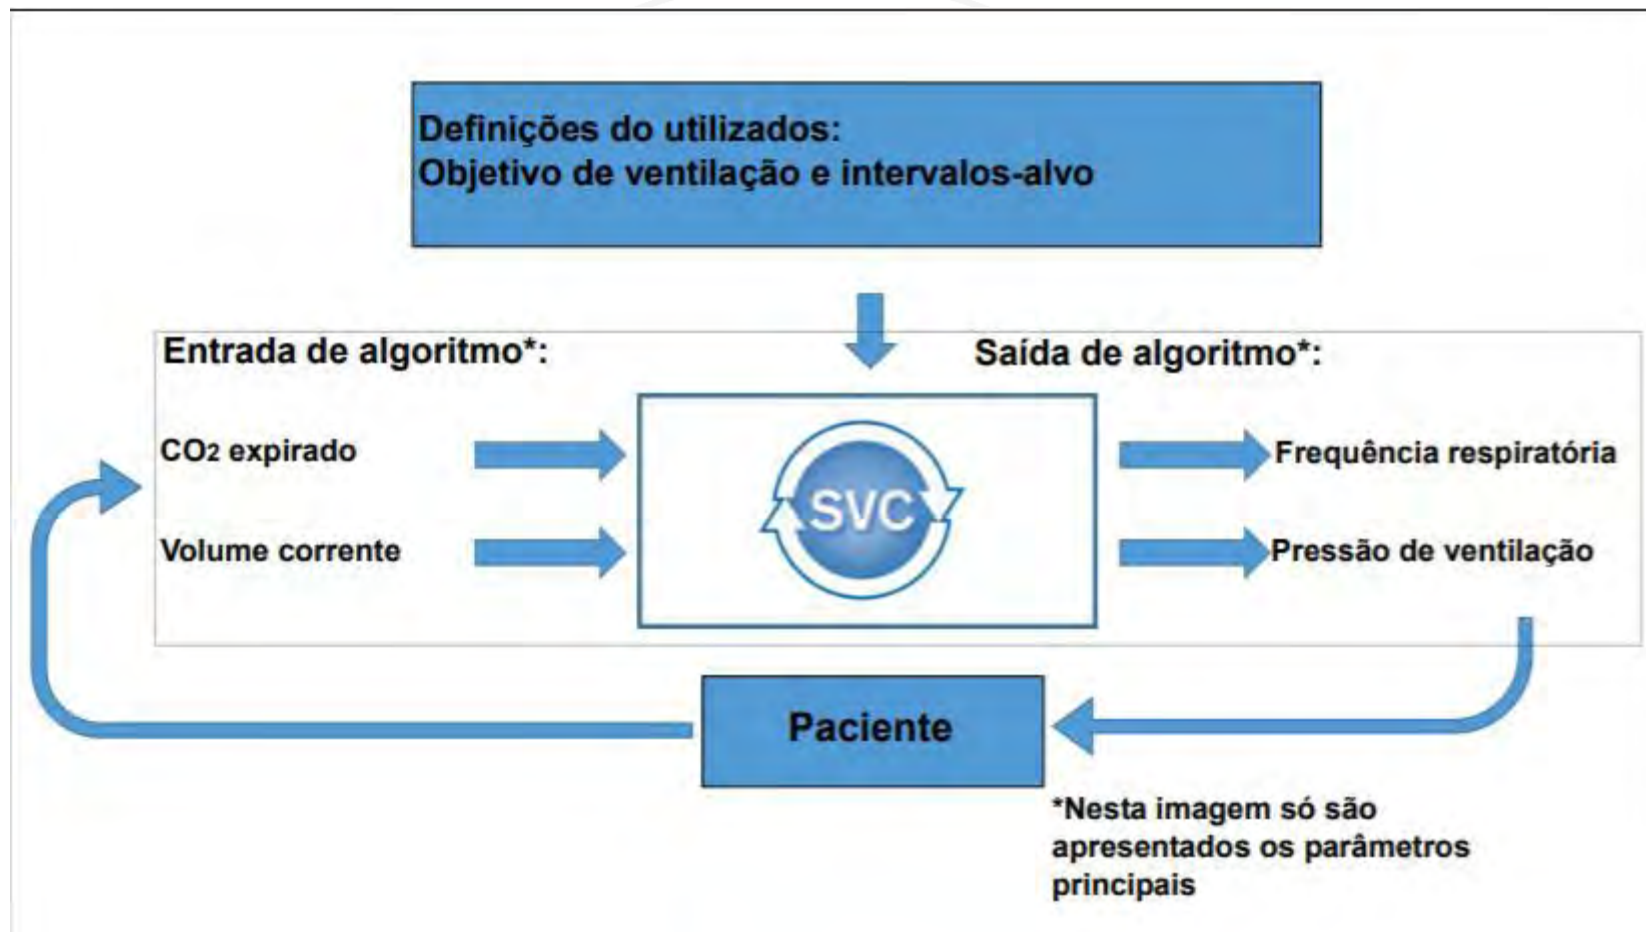 Definições do utilizados:
Objetivo de ventilação e intervalos-alvo
Entrada de algoritmo*:
Saída de algoritmo*:
CO2 expirado
SVC
Frequência respiratória
Volume corrente
Pressão de ventilação
Paciente
*Nesta imagem só são
apresentados os parâmetros
principais